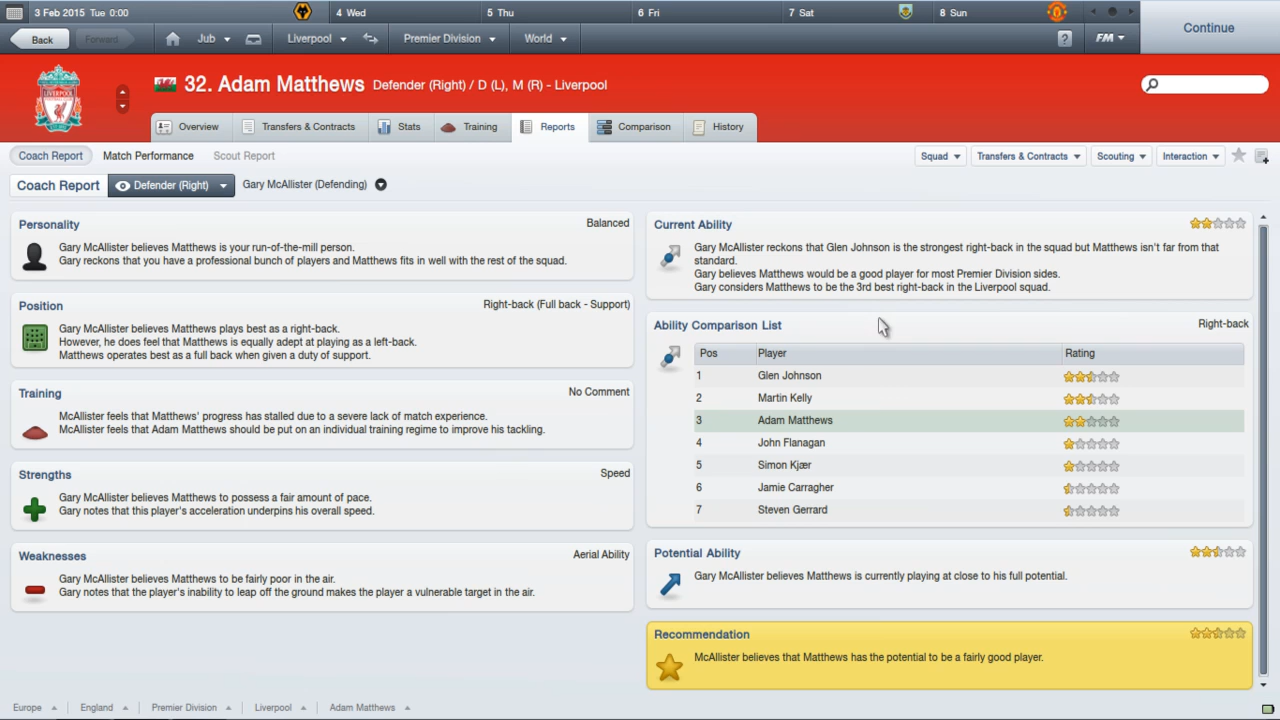 3 Feb 2015 Tue 0:00
4 Wed
5 Thu
6 Fri
7 Sat
8 Sun
Continue
Back
Forward
Jub
Liverpool
Premier Division
World
?
FM
32. Adam Matthews Defender (Right) / D (L), M (R) - Liverpool
Overview
Transfers & Contracts
Stats
Training
Reports
Comparison
History
Coach Report
Match Performance
Scout Report
Squad
Transfers & Contracts
Scouting
Interaction
Coach Report
Defender (Right)
Gary McAllister (Defending)
Personality
Balanced
Gary McAllister believes Matthews is your run-of-the-mill person.
Gary reckons that you have a professional bunch of players and Matthews fits in well with the rest of the squad.
Position
Right-back (Full back - Support)
Gary McAllister believes Matthews plays best as a right-back.
However, he does feel that Matthews is equally adept at playing as a left-back.
Matthews operates best as a full back when given a duty of support.
Training
No Comment
McAllister feels that Matthews' progress has stalled due to a severe lack of match experience.
McAllister feels that Adam Matthews should be put on an individual training regime to improve his tackling.
Strengths
Speed
Gary McAllister believes Matthews to possess a fair amount of pace.
Gary notes that this player's acceleration underpins his overall speed.
Weaknesses
Aerial Ability
Gary McAllister believes Matthews to be fairly poor in the air.
Gary notes that the player's inability to leap off the ground makes the player a vulnerable target in the air.
Current Ability
Gary McAllister reckons that Glen Johnson is the strongest right-back in the squad but Matthews isn't far from that
standard.
Gary believes Matthews would be a good player for most Premier Division sides.
Gary considers Matthews to be the 3rd best right-back in the Liverpool squad.
Ability Comparison List
Right-back
Pos Player Rating
1 Glen Johnson
2 Martin Kelly
3 Adam Matthews
4 John Flanagan
5 Simon Kjær
6 Jamie Carragher
7 Steven Gerrard
Potential Ability
Gary McAllister believes Matthews is currently playing at close to his full potential.
Recommendation
McAllister believes that Matthews has the potential to be a fairly good player.
Europe
England
Premier Division
Liverpool
Adam Matthews